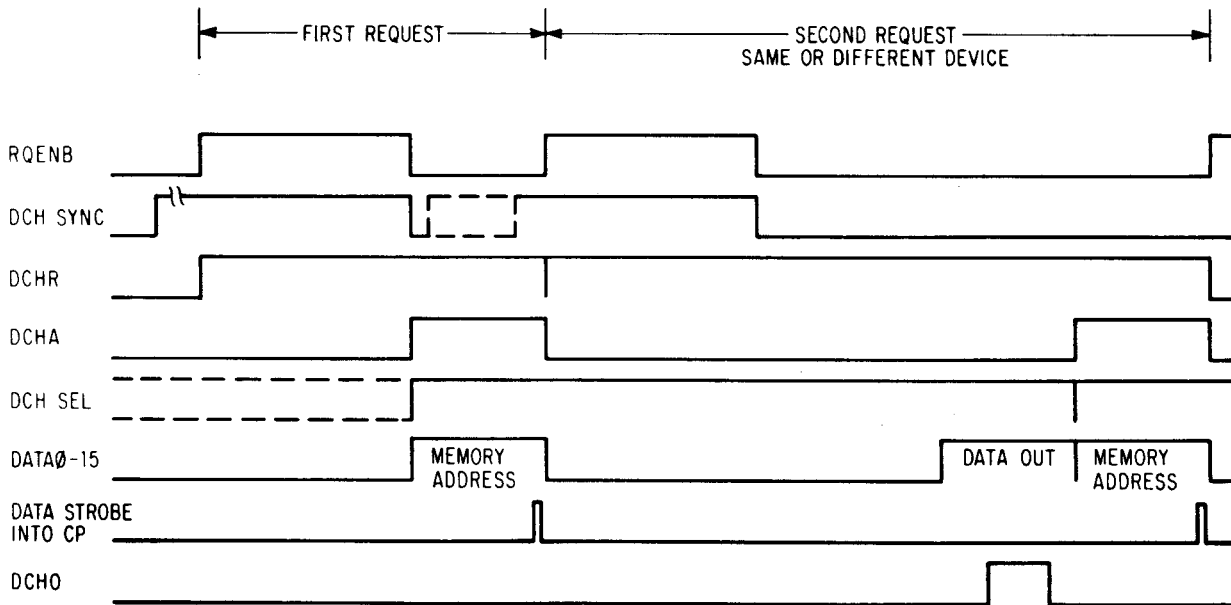 FIRST REQUEST
SECOND REQUEST
SAME OR DIFFERENT DEVICE
RQENB
DCH SYNC
DCHR
DCHA
DCH SEL
DATAØ-15
MEMORY
ADDRESS
DATA OUT
MEMORY
ADDRESS
DATA STROBE
INTO CP
DCHO